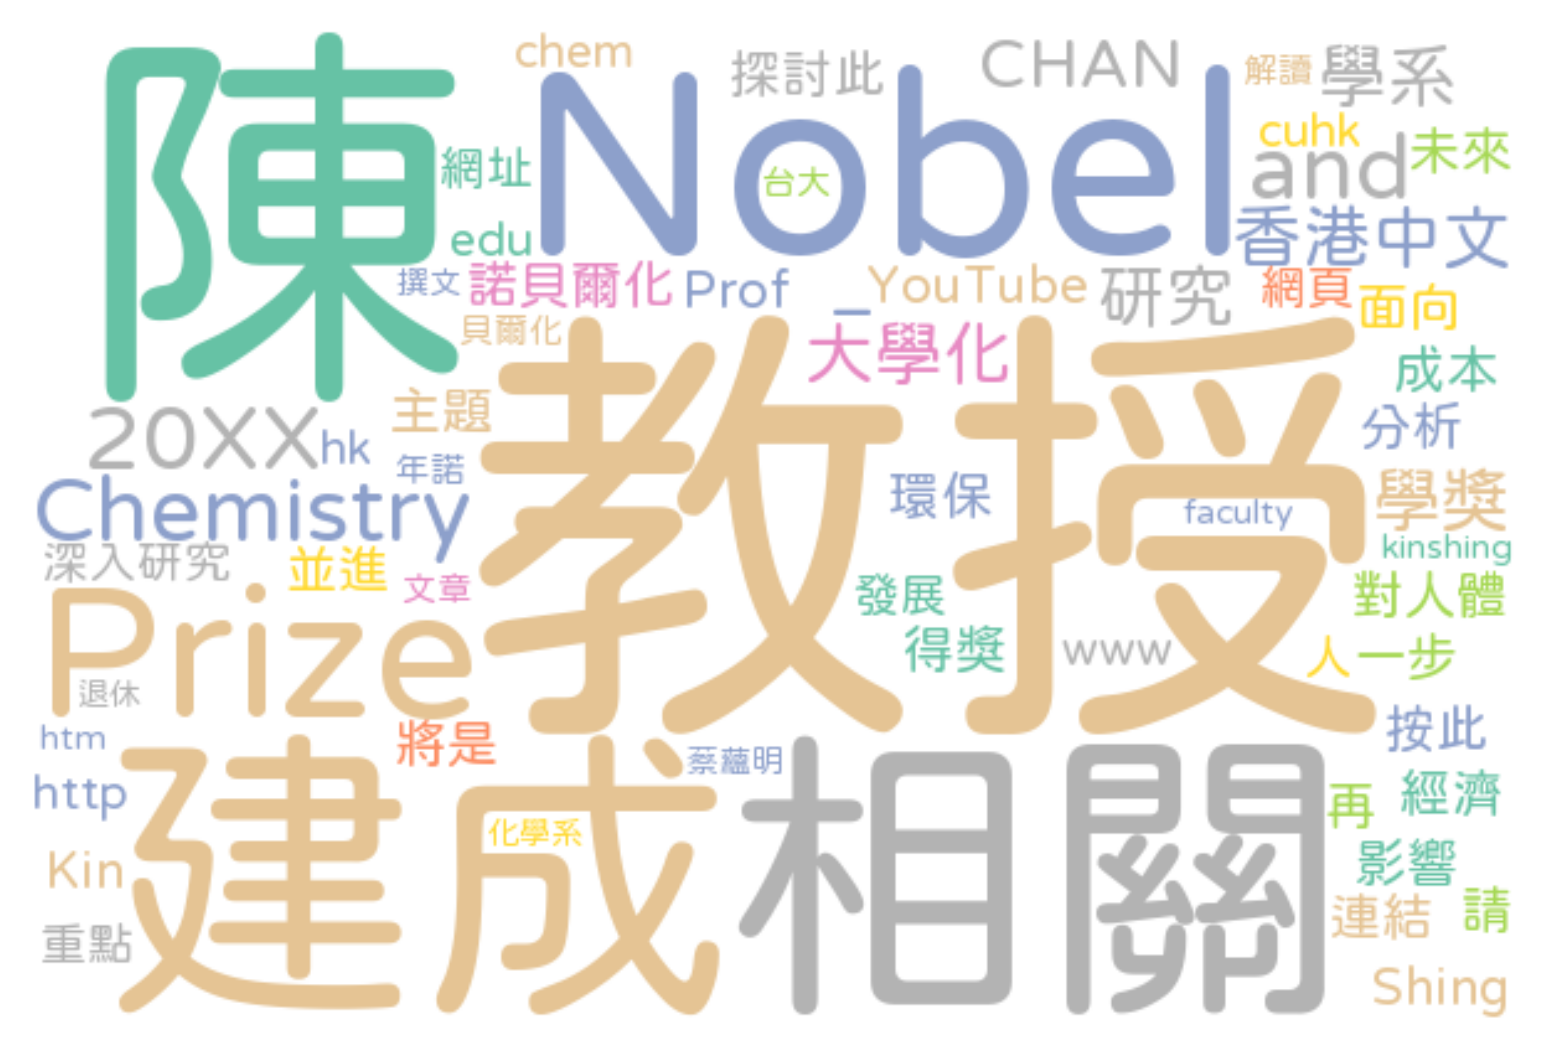 陳
Nobel
chem
探討此
CHAN
解讀
學系
cuhk
and
未來
網址
台大
edu
香港中文
撰文
諾貝爾化
Prof
_
YouTube
研究
網頁
面向
貝爾化
大學化
教授
成本
20XX
hk
主題
分析
年諾
Chemistry
環保
faculty
學獎
深入研究
並進
文章
kinshing
發展
對人體
Prize
得獎
www
人
一步
退休
htm
將是
按此
建成
相關
蔡蘊明
http
化學系
再
經濟
Kin
影響
重點
連結
請
Shing